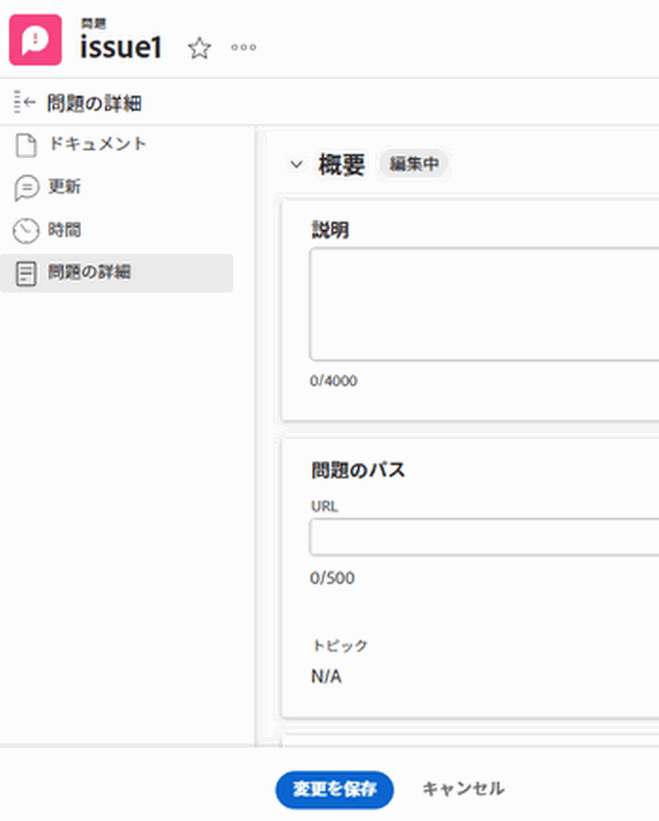 問題
issue1
問題の詳細
ドキュメント
更新
時間
問題の詳細
概要 編集中
説明
0/4000
問題のパス
URL
0/500
トピック
N/A
変更を保存 キャンセル